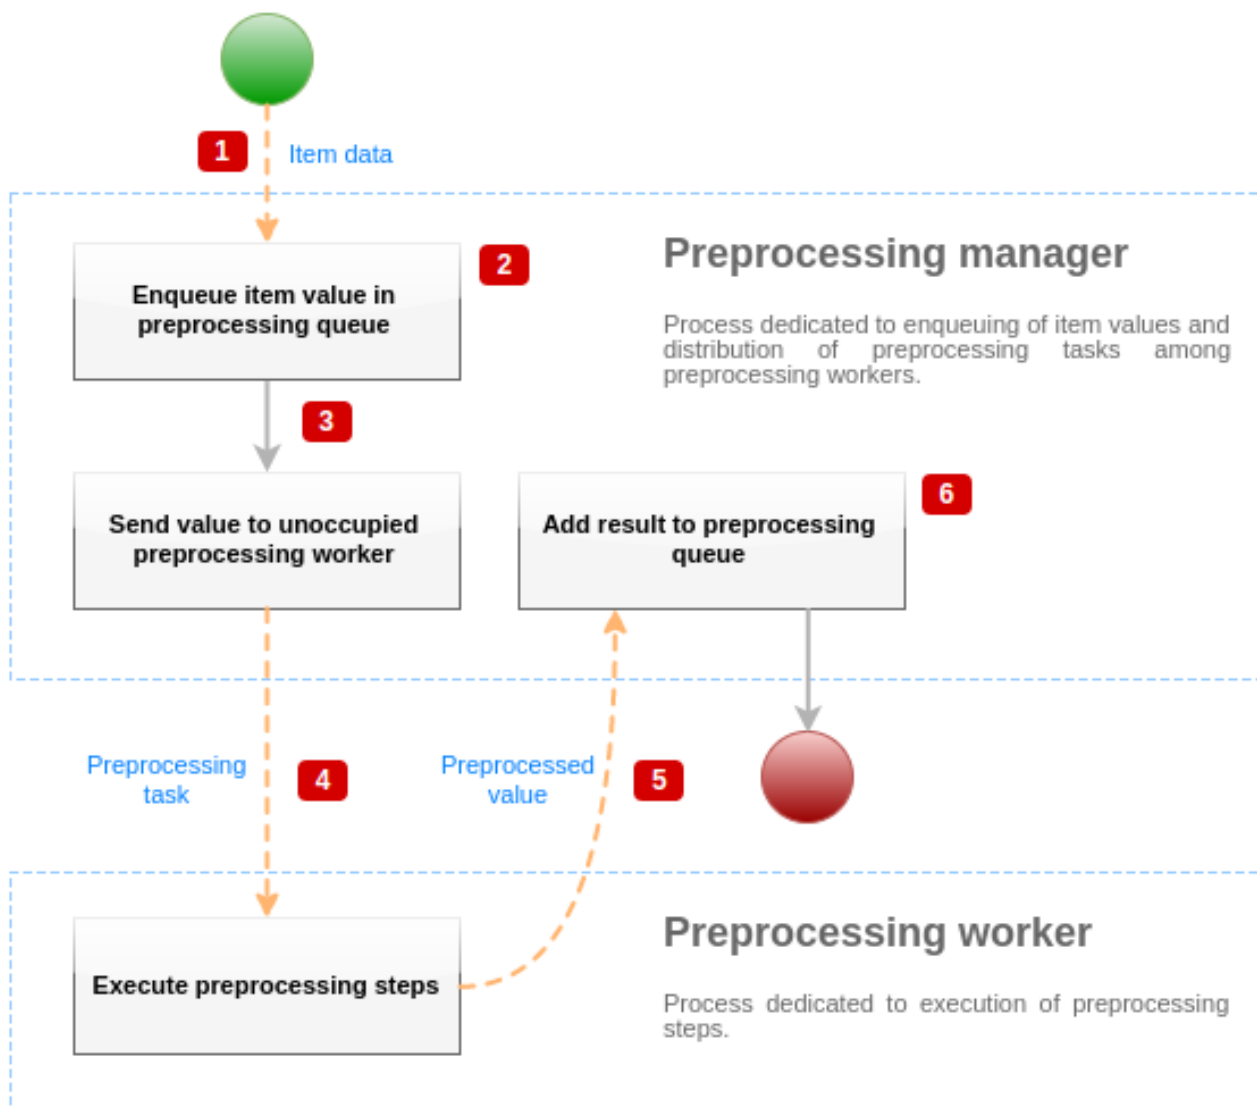 1
Item data
Preprocessing manager
2
Enqueue item value in
preprocessing queue
Process dedicated to enqueuing of item values and
distribution of preprocessing tasks among
preprocessing workers.
3
6
Send value to unoccupied
preprocessing worker
Add result to preprocessing
queue
Preprocessing
task
4
Preprocessed
value
5
Preprocessing worker
Execute preprocessing steps
Process dedicated to execution of preprocessing
steps.